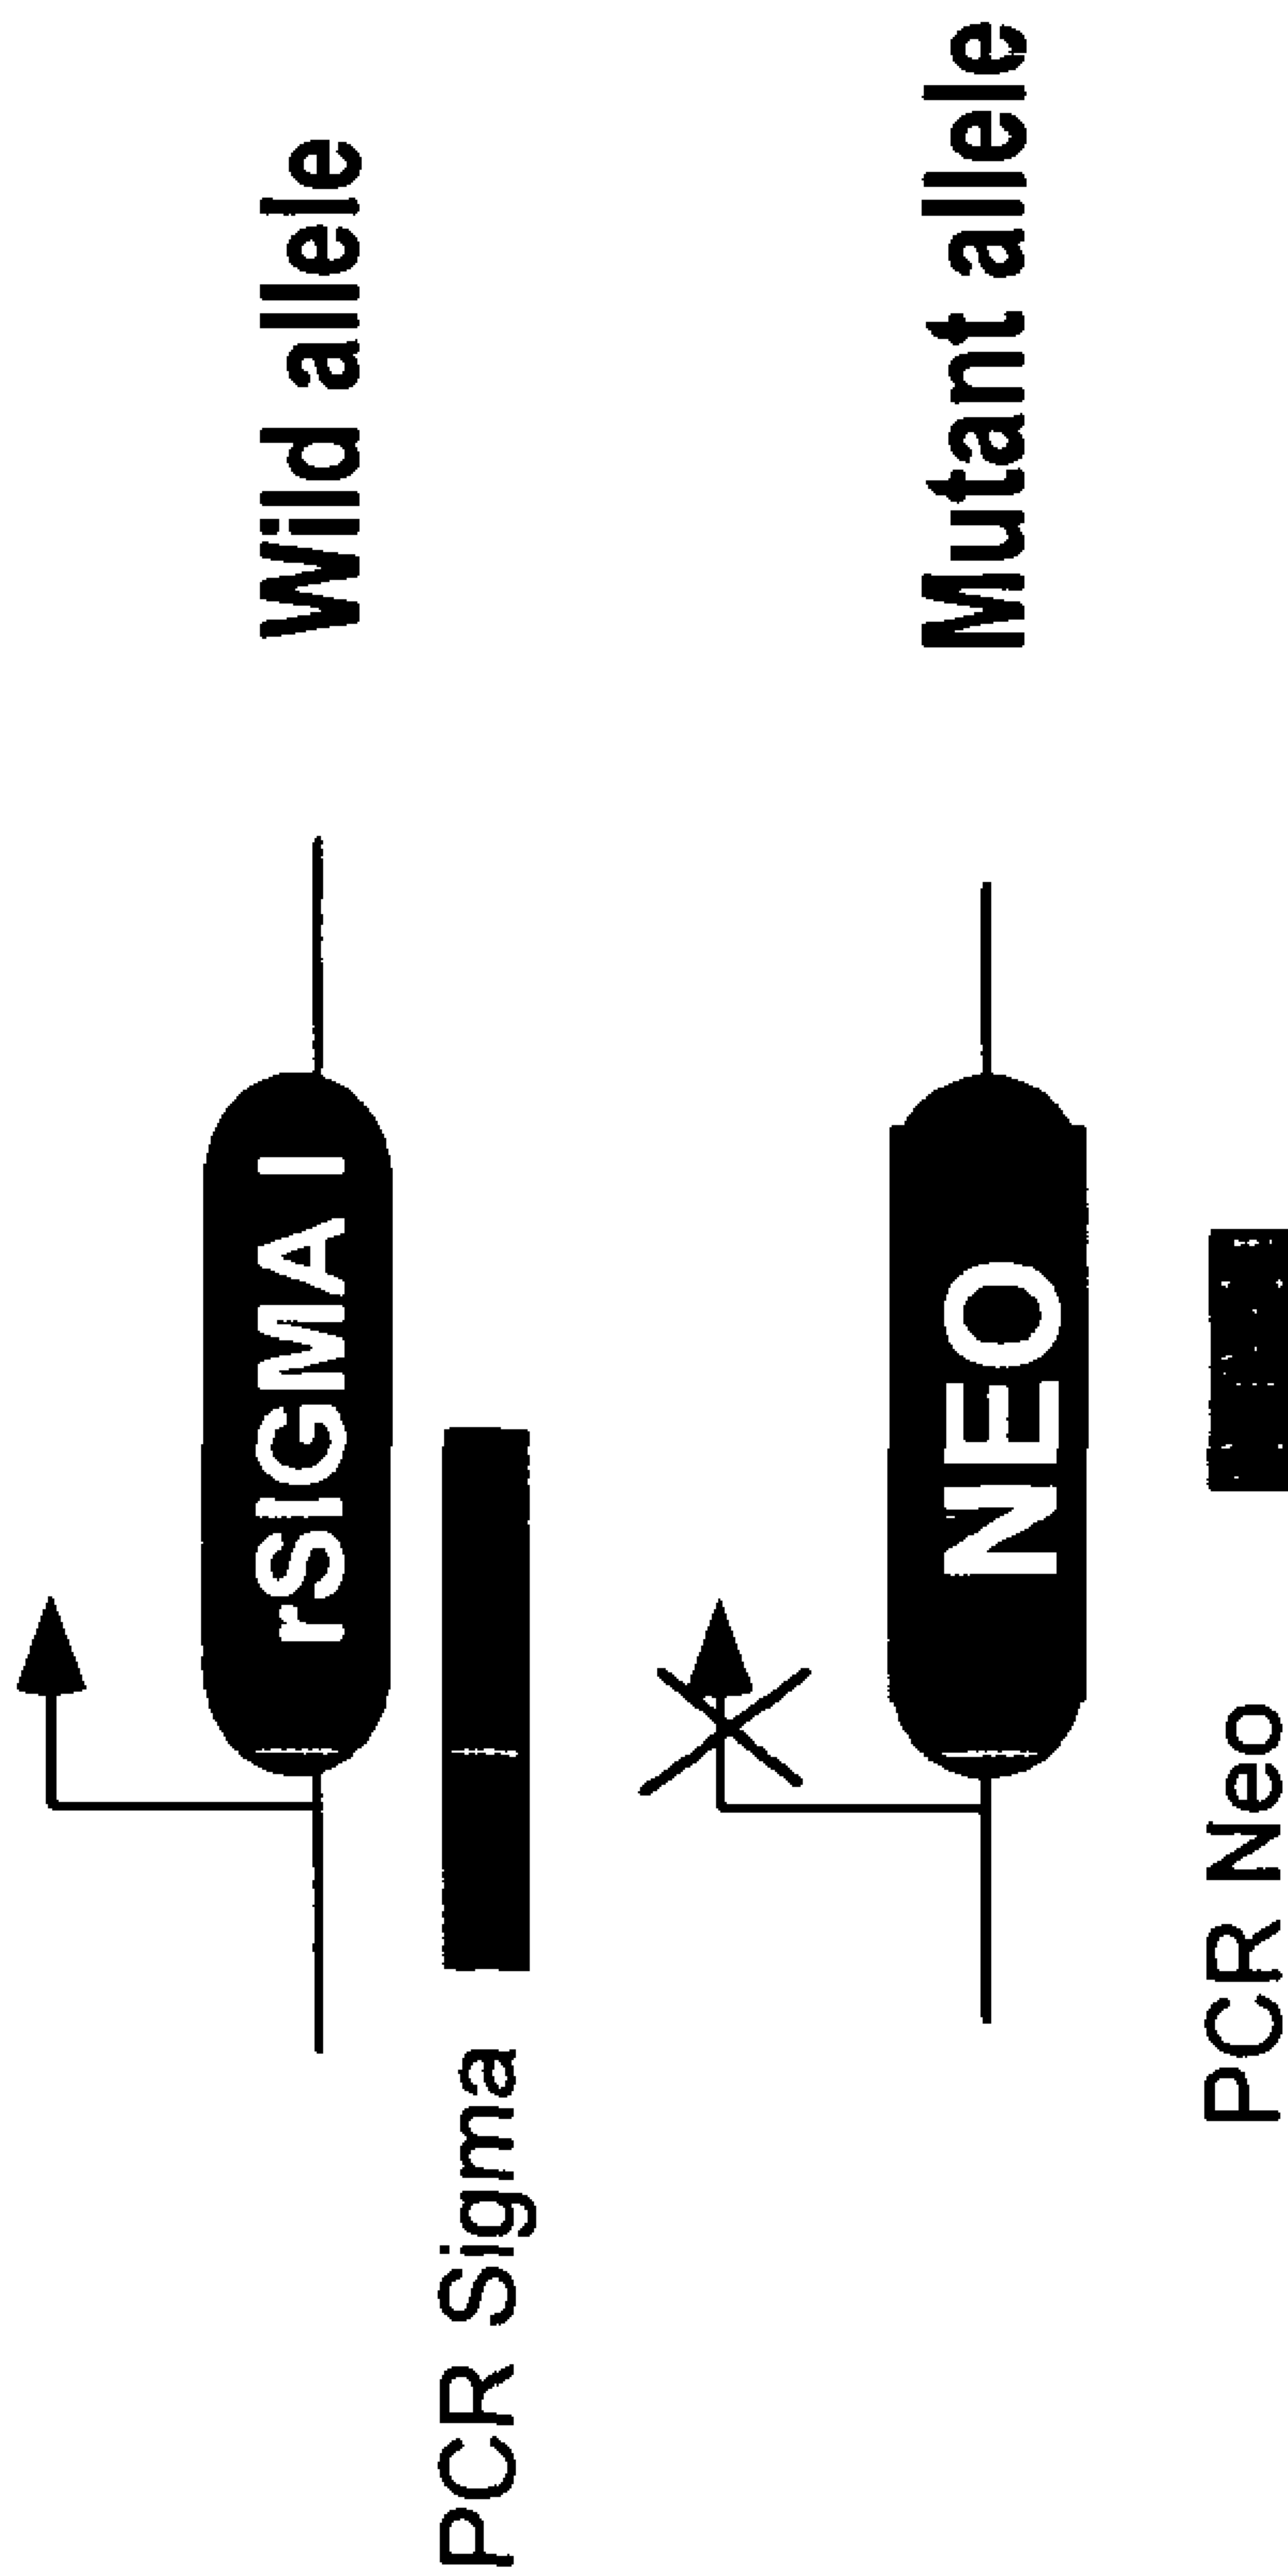 rSIGMA I
Wild allele
PCR Sigma
NEO
Mutant allele
PCR Neo